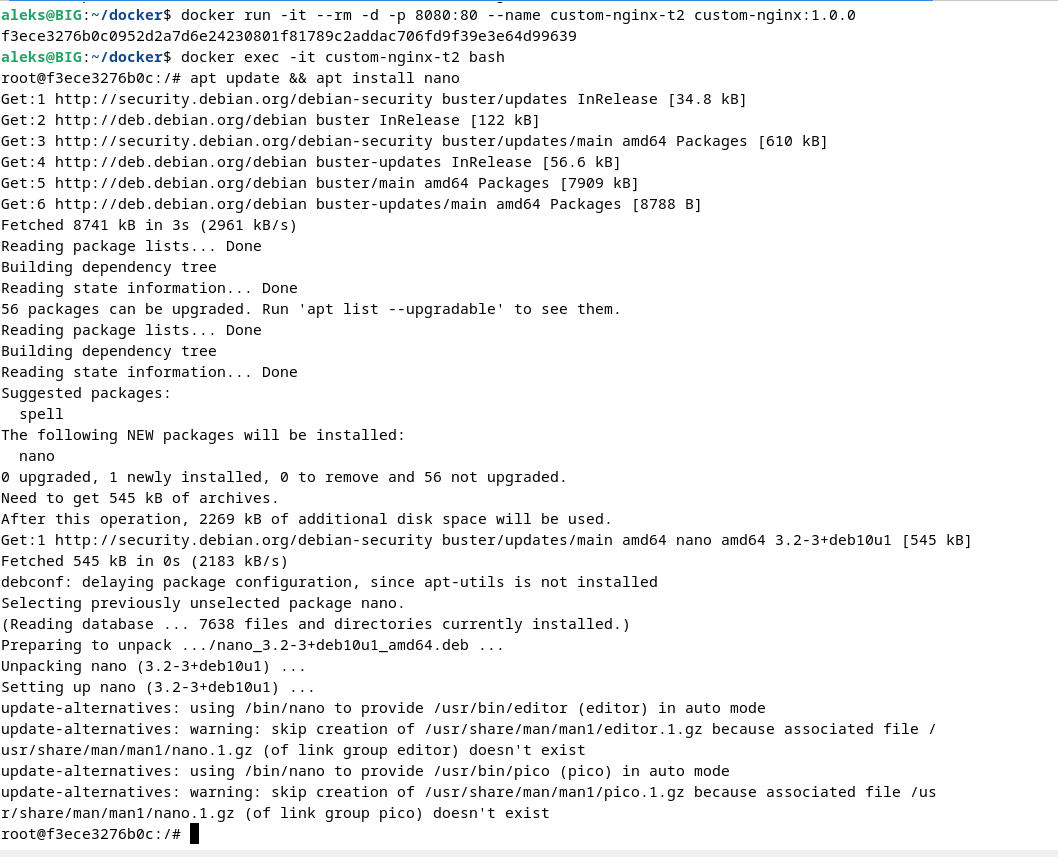 aleks@BIG:~/docker$ docker run -it --rm -d -p 8080:80 --name custom-nginx-t2 custom-nginx:1.0.0
f3ece3276b0c0952d2a7d6e24230801f81789c2addac706fd9f39e3e64d99639
aleks@BIG:~/docker$ docker exec -it custom-nginx-t2 bash
root@f3ece3276b0c:/# apt update && apt install nano
Get:1 http://security.debian.org/debian-security buster/updates InRelease [34.8 kB]
Get:2 http://deb.debian.org/debian buster InRelease [122 kB]
Get:3 http://security.debian.org/debian-security buster/updates/main amd64 Packages [610 kB]
Get:4 http://deb.debian.org/debian buster-updates InRelease [56.6 kB]
Get:5 http://deb.debian.org/debian buster/main amd64 Packages [7909 kB]
Get:6 http://deb.debian.org/debian buster-updates/main amd64 Packages [8788 B]
Fetched 8741 kB in 3s (2961 kB/s)
Reading package lists... Done
Building dependency tree
Reading state information... Done
56 packages can be upgraded. Run 'apt list --upgradable' to see them.
Reading package lists... Done
Building dependency tree
Reading state information... Done
Suggested packages:
  spell
The following NEW packages will be installed:
  nano
0 upgraded, 1 newly installed, 0 to remove and 56 not upgraded.
Need to get 545 kB of archives.
After this operation, 2269 kB of additional disk space will be used.
Get:1 http://security.debian.org/debian-security buster/updates/main amd64 nano amd64 3.2-3+deb10u1 [545 kB]
Fetched 545 kB in 0s (2183 kB/s)
debconf: delaying package configuration, since apt-utils is not installed
Selecting previously unselected package nano.
(Reading database ... 7638 files and directories currently installed.)
Preparing to unpack .../nano_3.2-3+deb10u1_amd64.deb ...
Unpacking nano (3.2-3+deb10u1) ...
Setting up nano (3.2-3+deb10u1) ...
update-alternatives: using /bin/nano to provide /usr/bin/editor (editor) in auto mode
update-alternatives: warning: skip creation of /usr/share/man/man1/editor.1.gz because associated file /
usr/share/man/man1/nano.1.gz (of link group editor) doesn't exist
update-alternatives: using /bin/nano to provide /usr/bin/pico (pico) in auto mode
update-alternatives: warning: skip creation of /usr/share/man/man1/pico.1.gz because associated file /us
r/share/man/man1/nano.1.gz (of link group pico) doesn't exist
root@f3ece3276b0c:/#